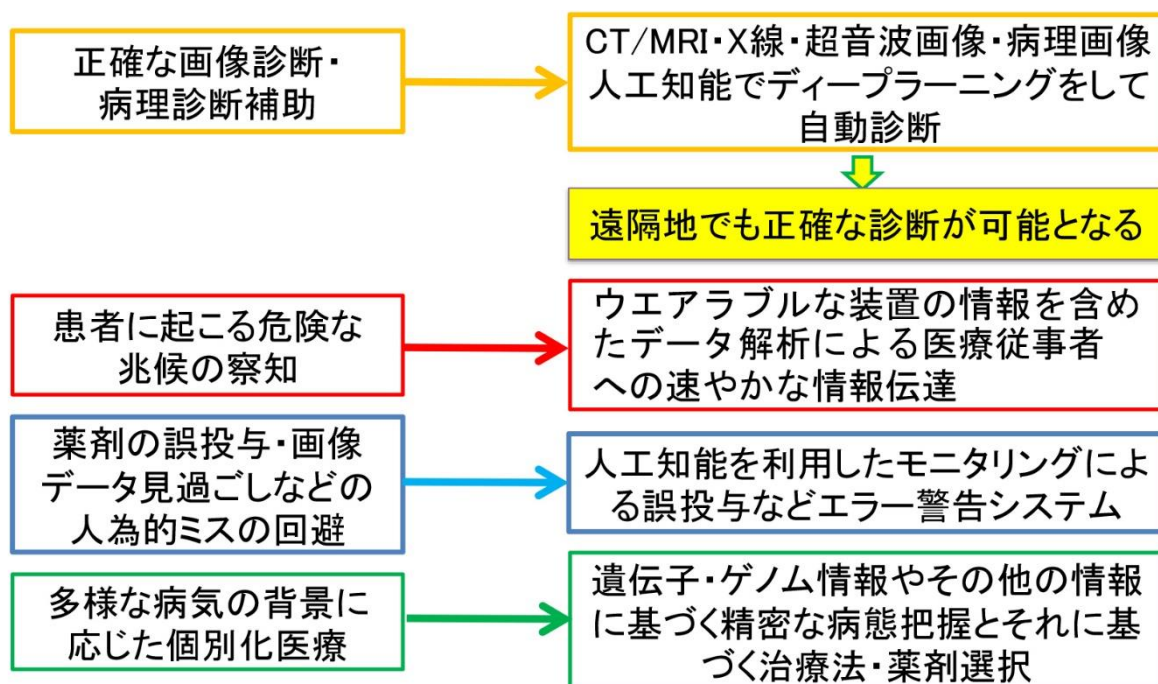 正確な画像診断・
病理診断補助
CT/MRI・X線・超音波画像・病理画像
人工知能でディープラーニングをして
自動診断
遠隔地でも正確な診断が可能となる
患者に起こる危険な
兆候の察知
ウエアラブルな装置の情報を含め
たデータ解析による医療従事者
への速やかな情報伝達
薬剤の誤投与・画像
データ見過ごしなどの
人為的ミスの回避
人工知能を利用したモニタリングによ
る誤投与などエラー警告システム
多様な病気の背景に
応じた個別化医療
遺伝子・ゲノム情報やその他の情報
に基づく精密な病態把握とそれに基
づく治療法・薬剤選択